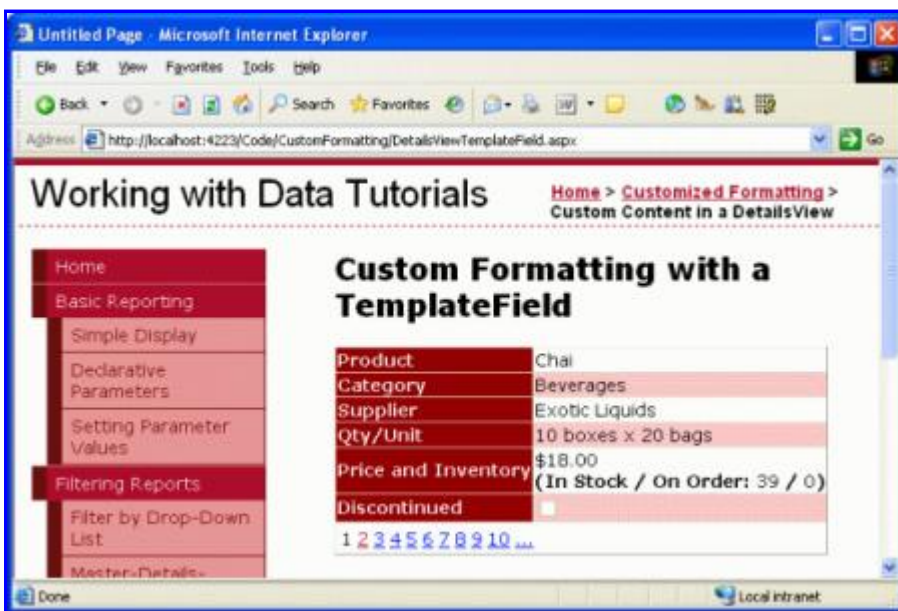 Untitled Page - Microsoft Internet Explorer
File Edit View Favorites Tools Help
Back Search Favorites
Address http://localhost:4223/Code/CustomFormatting/DetailsViewTemplateField.aspx Go
Working with Data Tutorials
Home > Customized Formatting >
Custom Content in a DetailsView
Home
Basic Reporting
Simple Display
Declarative
Parameters
Setting Parameter
Values
Filtering Reports
Filter by Drop-Down
List
Master-Details-
Custom Formatting with a
TemplateField
Product Chai
Category Beverages
Supplier Exotic Liquids
Qty/Unit 10 boxes x 20 bags
Price and Inventory $18.00
(In Stock / On Order: 39 / 0)
Discontinued
1 2 3 4 5 6 7 8 9 10 ...
Done Local intranet